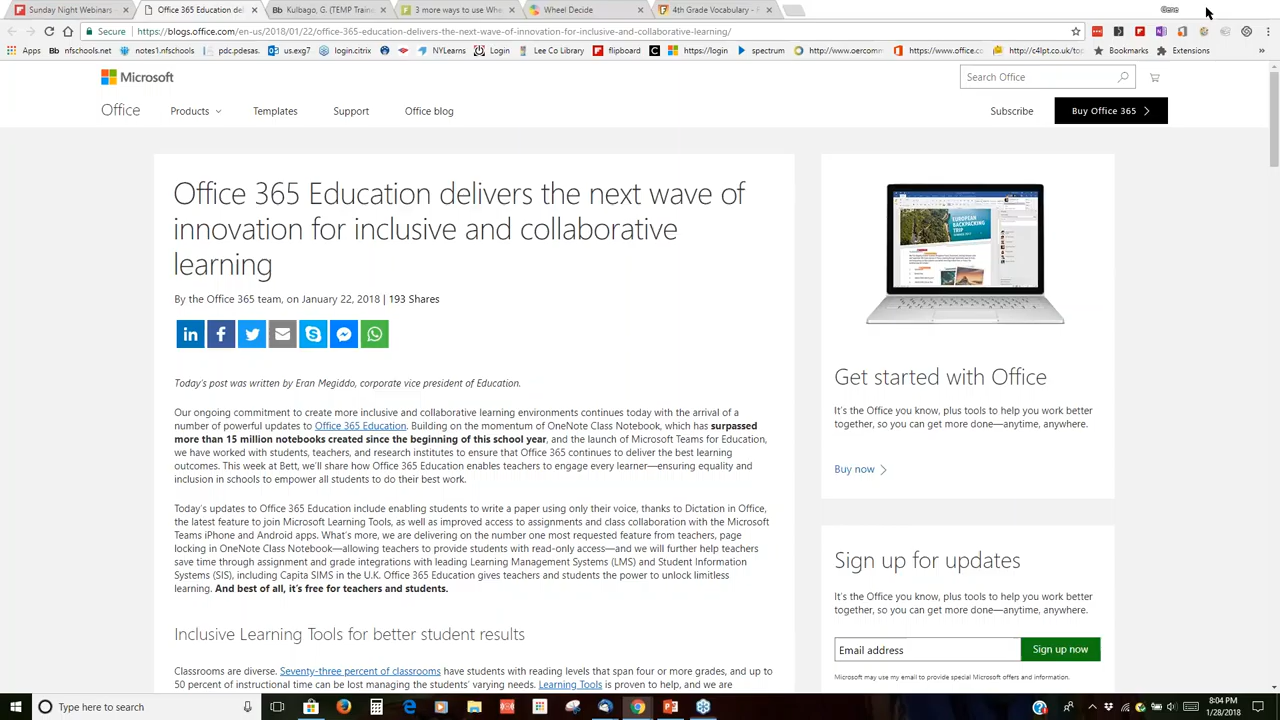 Sunday Night Webinars
Office 365 Education del
Kulbago, G. (TEMP Traine
3 more ways to use Whe
Wheel Decide
4th Grade Vocabulary - F
Gene
Secure
https://blogs.office.com/en-us/2018/01/22/office-365-education-delivers-the-next-wave-of-innovation-for-inclusive-and-collaborative-learning/
Apps
nfschools.net
notes1.nfschools
pdc.pdesas.
us.exg7
login.citrix
NYLearns
Login
Lee Co Library
flipboard
https://login
spectrum
http://www.oercomm
https://www.office.c
http://c4lpt.co.uk/to
Bookmarks
Extensions
Microsoft
Search Office
Office
Products
Templates
Support
Office blog
Subscribe
Buy Office 365
Office 365 Education delivers the next wave of
innovation for inclusive and collaborative
learning
By the Office 365 team, on January 22, 2018 | 193 Shares
Today's post was written by Eran Megiddo, corporate vice president of Education.
Our ongoing commitment to create more inclusive and collaborative learning environments continues today with the arrival of a
number of powerful updates to Office 365 Education. Building on the momentum of OneNote Class Notebook, which has surpassed
more than 15 million notebooks created since the beginning of this school year, and the launch of Microsoft Teams for Education,
we have worked with students, teachers, and research institutes to ensure that Office 365 continues to deliver the best learning
outcomes. This week at Bett, we'll share how Office 365 Education enables teachers to engage every learner—ensuring equality and
inclusion in schools to empower all students to do their best work.
Today's updates to Office 365 Education include enabling students to write a paper using only their voice, thanks to Dictation in Office,
the latest feature to join Microsoft Learning Tools, as well as improved access to assignments and class collaboration with the Microsoft
Teams iPhone and Android apps. What's more, we are delivering on the number one most requested feature from teachers, page
locking in OneNote Class Notebook—allowing teachers to provide students with read-only access—and we will further help teachers
save time through assignment and grade integrations with leading Learning Management Systems (LMS) and Student Information
Systems (SIS), including Capita SIMS in the U.K. Office 365 Education gives teachers and students the power to unlock limitless
learning. And best of all, it's free for teachers and students.
Inclusive Learning Tools for better student results
Classrooms are diverse. Seventy-three percent of classrooms have students with reading levels that span four or more grades, and up to
50 percent of instructional time can be lost managing the students' varying needs. Learning Tools is proven to help, and we are
EUROPEAN
BACKPACKING
TRIP
Get started with Office
It's the Office you know, plus tools to help you work better
together, so you can get more done—anytime, anywhere.
Buy now
Sign up for updates
It's the Office you know, plus tools to help you work better
together, so you can get more done—anytime, anywhere.
Email address
Sign up now
Microsoft may use my email to provide special Microsoft offers and information.
Type here to search
8:04 PM
1/28/2018